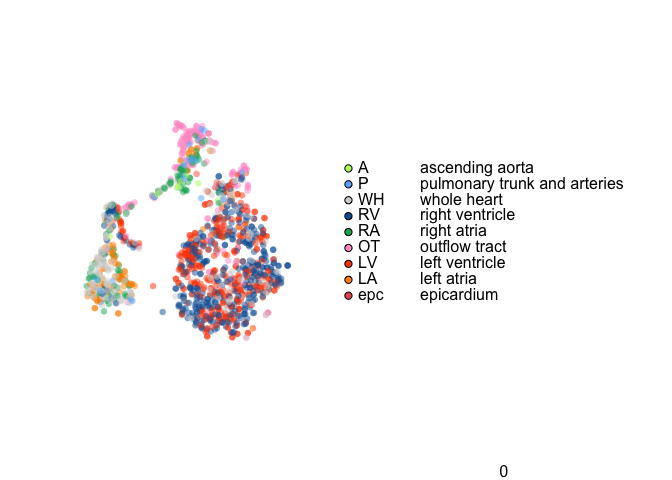 A ascending aorta
P pulmonary trunk and arteries
WH whole heart
RV right ventricle
RA right atria
OT outflow tract
LV left ventricle
LA left atria
epc epicardium
0